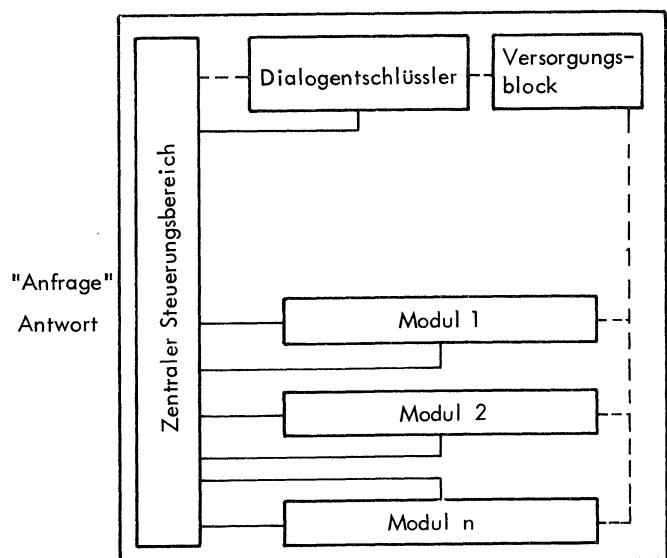 Dialogentschlüssler
Versorgungs-
block
Zentraler Steuerungsbereich
"Anfrage"
Antwort
Modul 1
Modul 2
Modul n